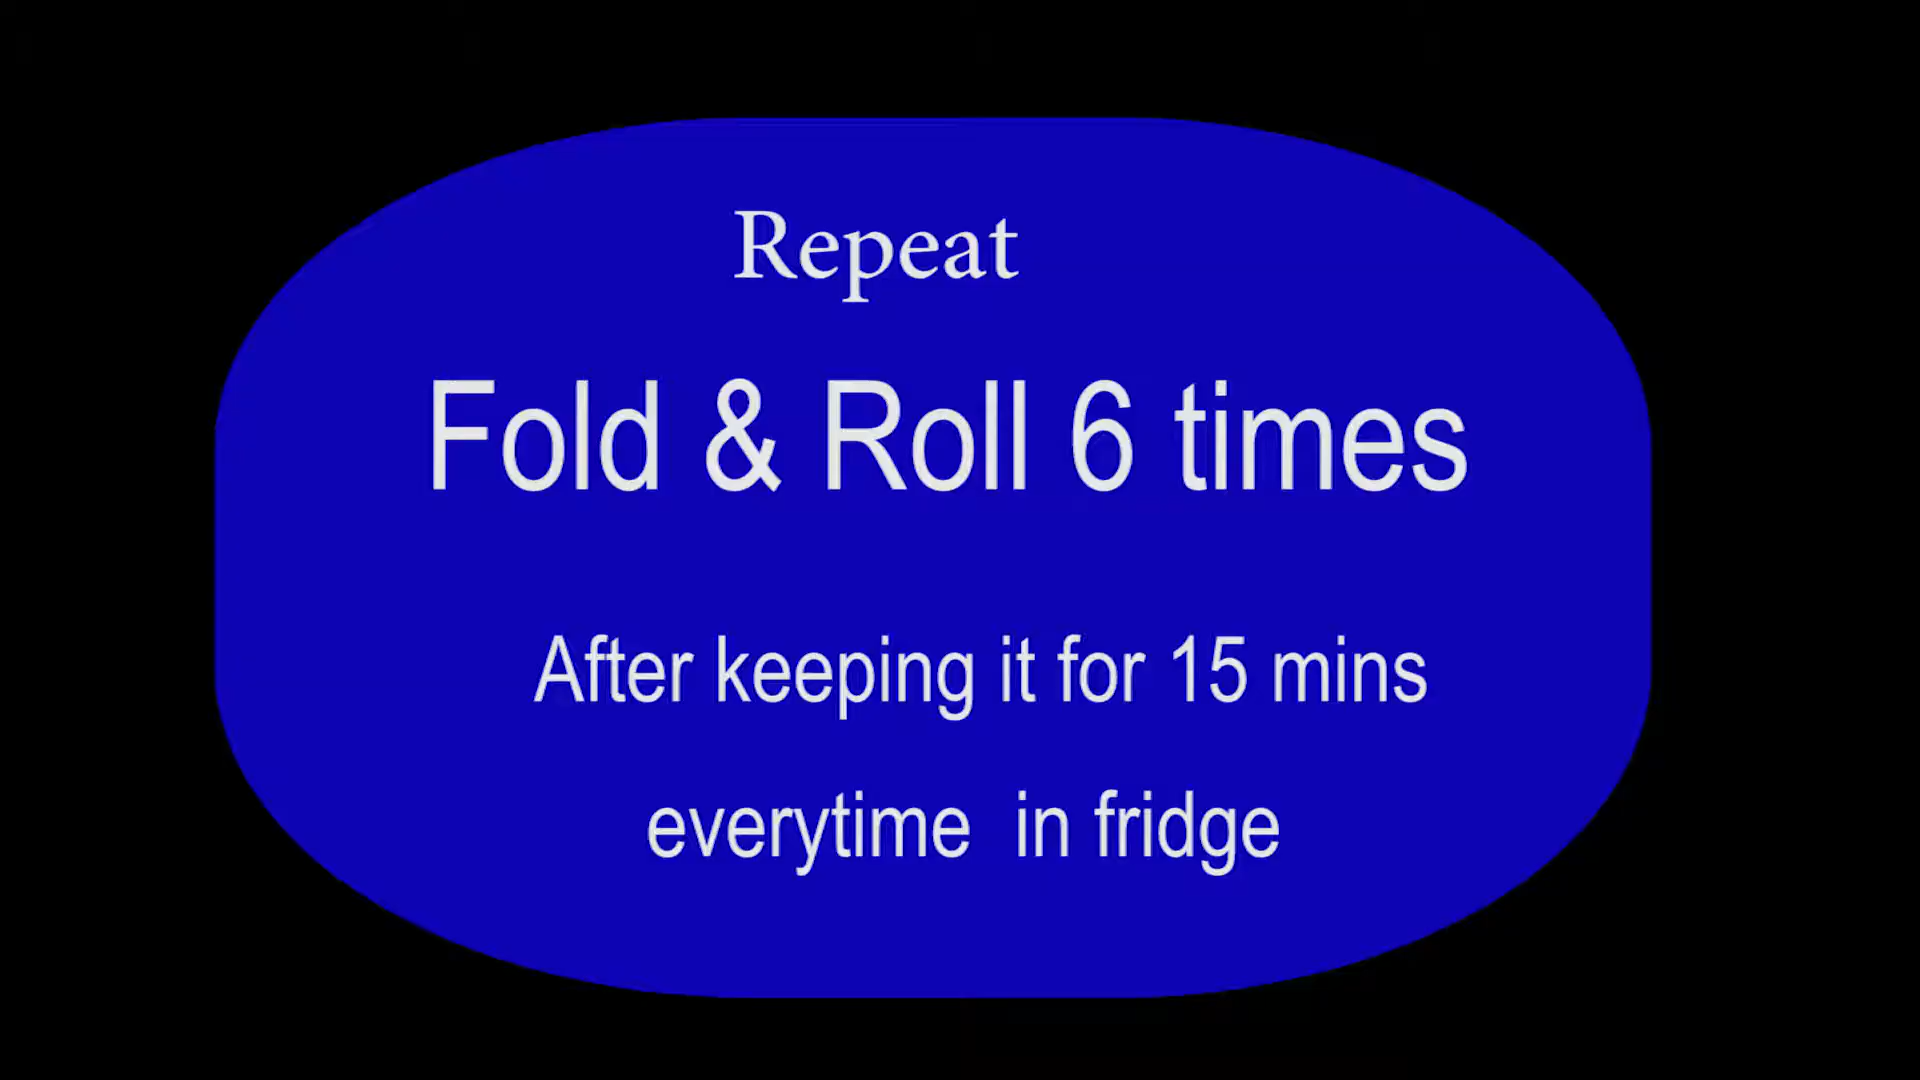 Repeat
Fold & Roll 6 times
After keeping it for 15 mins
everytime in fridge